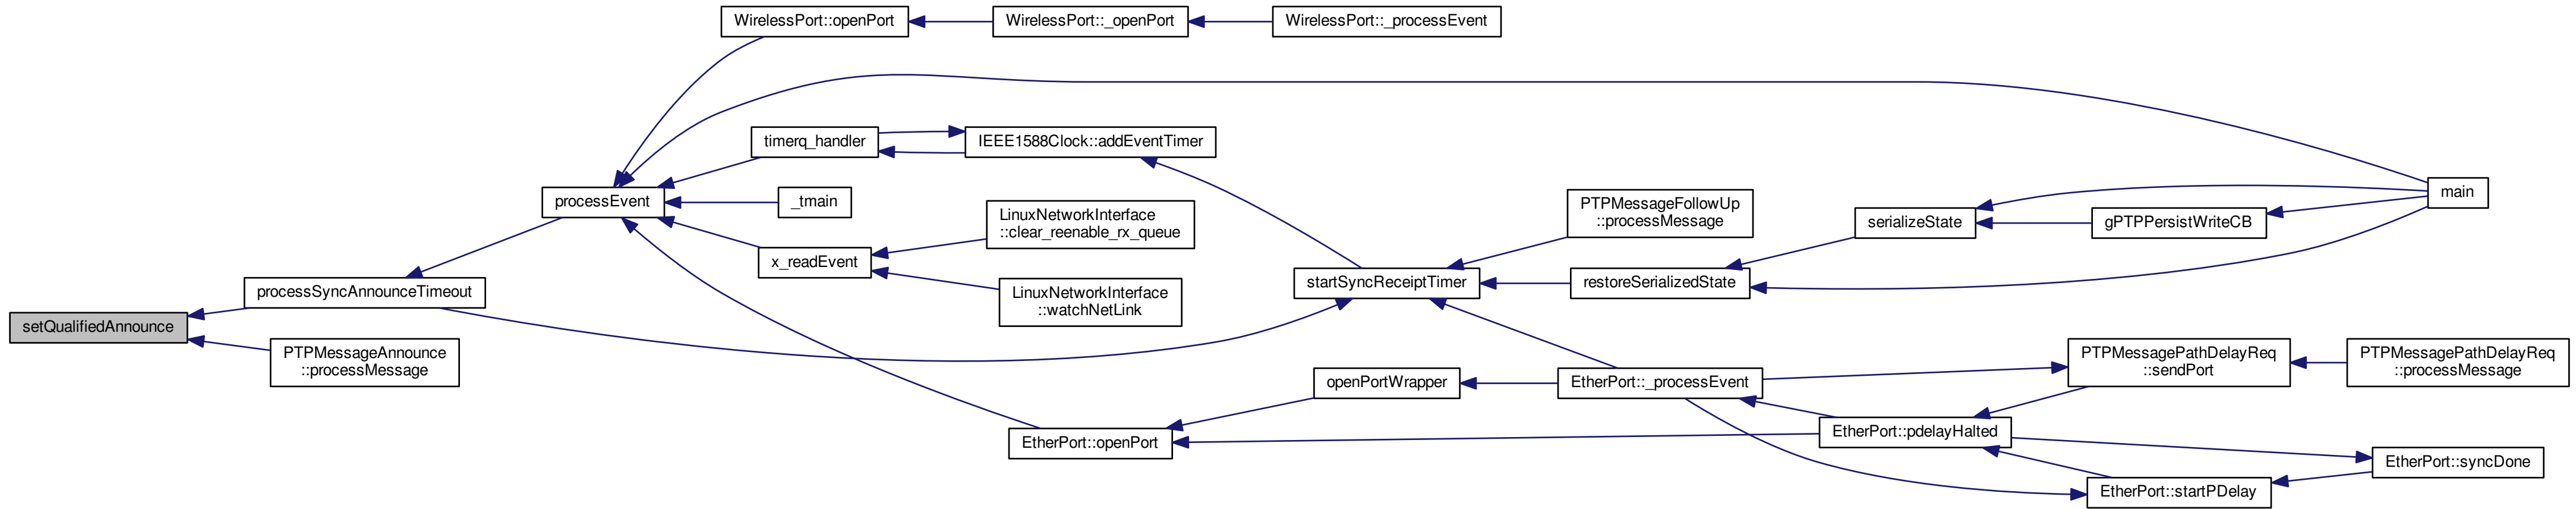 WirelessPort::openPort
WirelessPort::_openPort
WirelessPort::_processEvent
timerq_handler
IEEE1588Clock::addEventTimer
processEvent
_tmain
LinuxNetworkInterface
::clear_reenable_rx_queue
PTPMessageFollowUp
::processMessage
serializeState
gPTPPersistWriteCB
main
x_readEvent
processSyncAnnounceTimeout
LinuxNetworkInterface
::watchNetLink
startSyncReceiptTimer
restoreSerializedState
setQualifiedAnnounce
PTPMessageAnnounce
::processMessage
openPortWrapper
EtherPort::_processEvent
PTPMessagePathDelayReq
::sendPort
PTPMessagePathDelayReq
::processMessage
EtherPort::openPort
EtherPort::pdelayHalted
EtherPort::syncDone
EtherPort::startPDelay